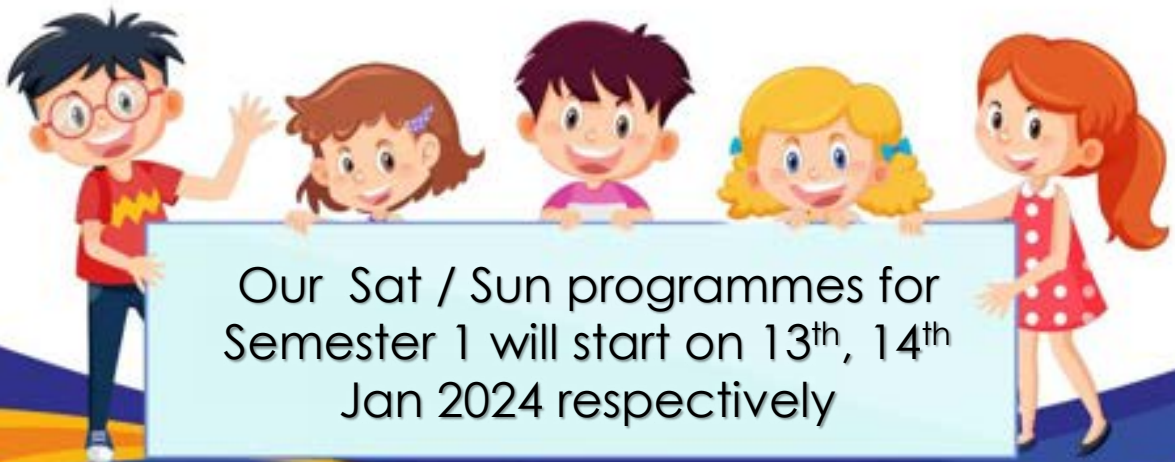 Our Sat / Sun programmes for
Semester 1 will start on 13th, 14th
Jan 2024 respectively